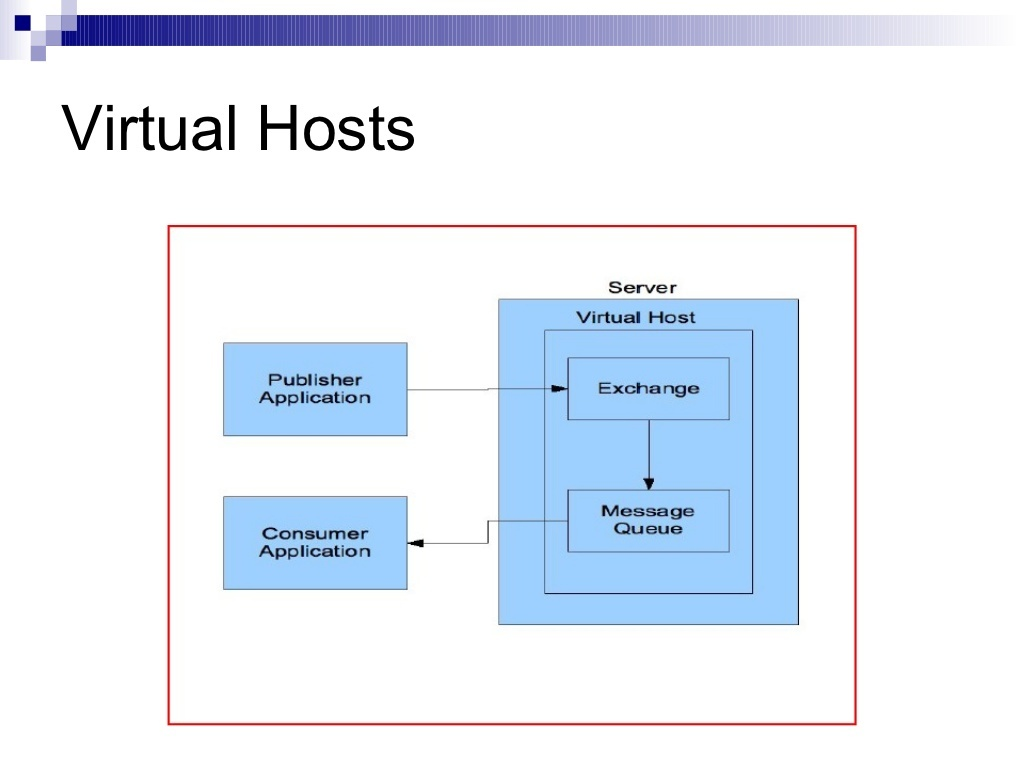 Virtual Hosts
Server
Virtual Host
Publisher
Application
Exchange
Message
Queue
Consumer
Application